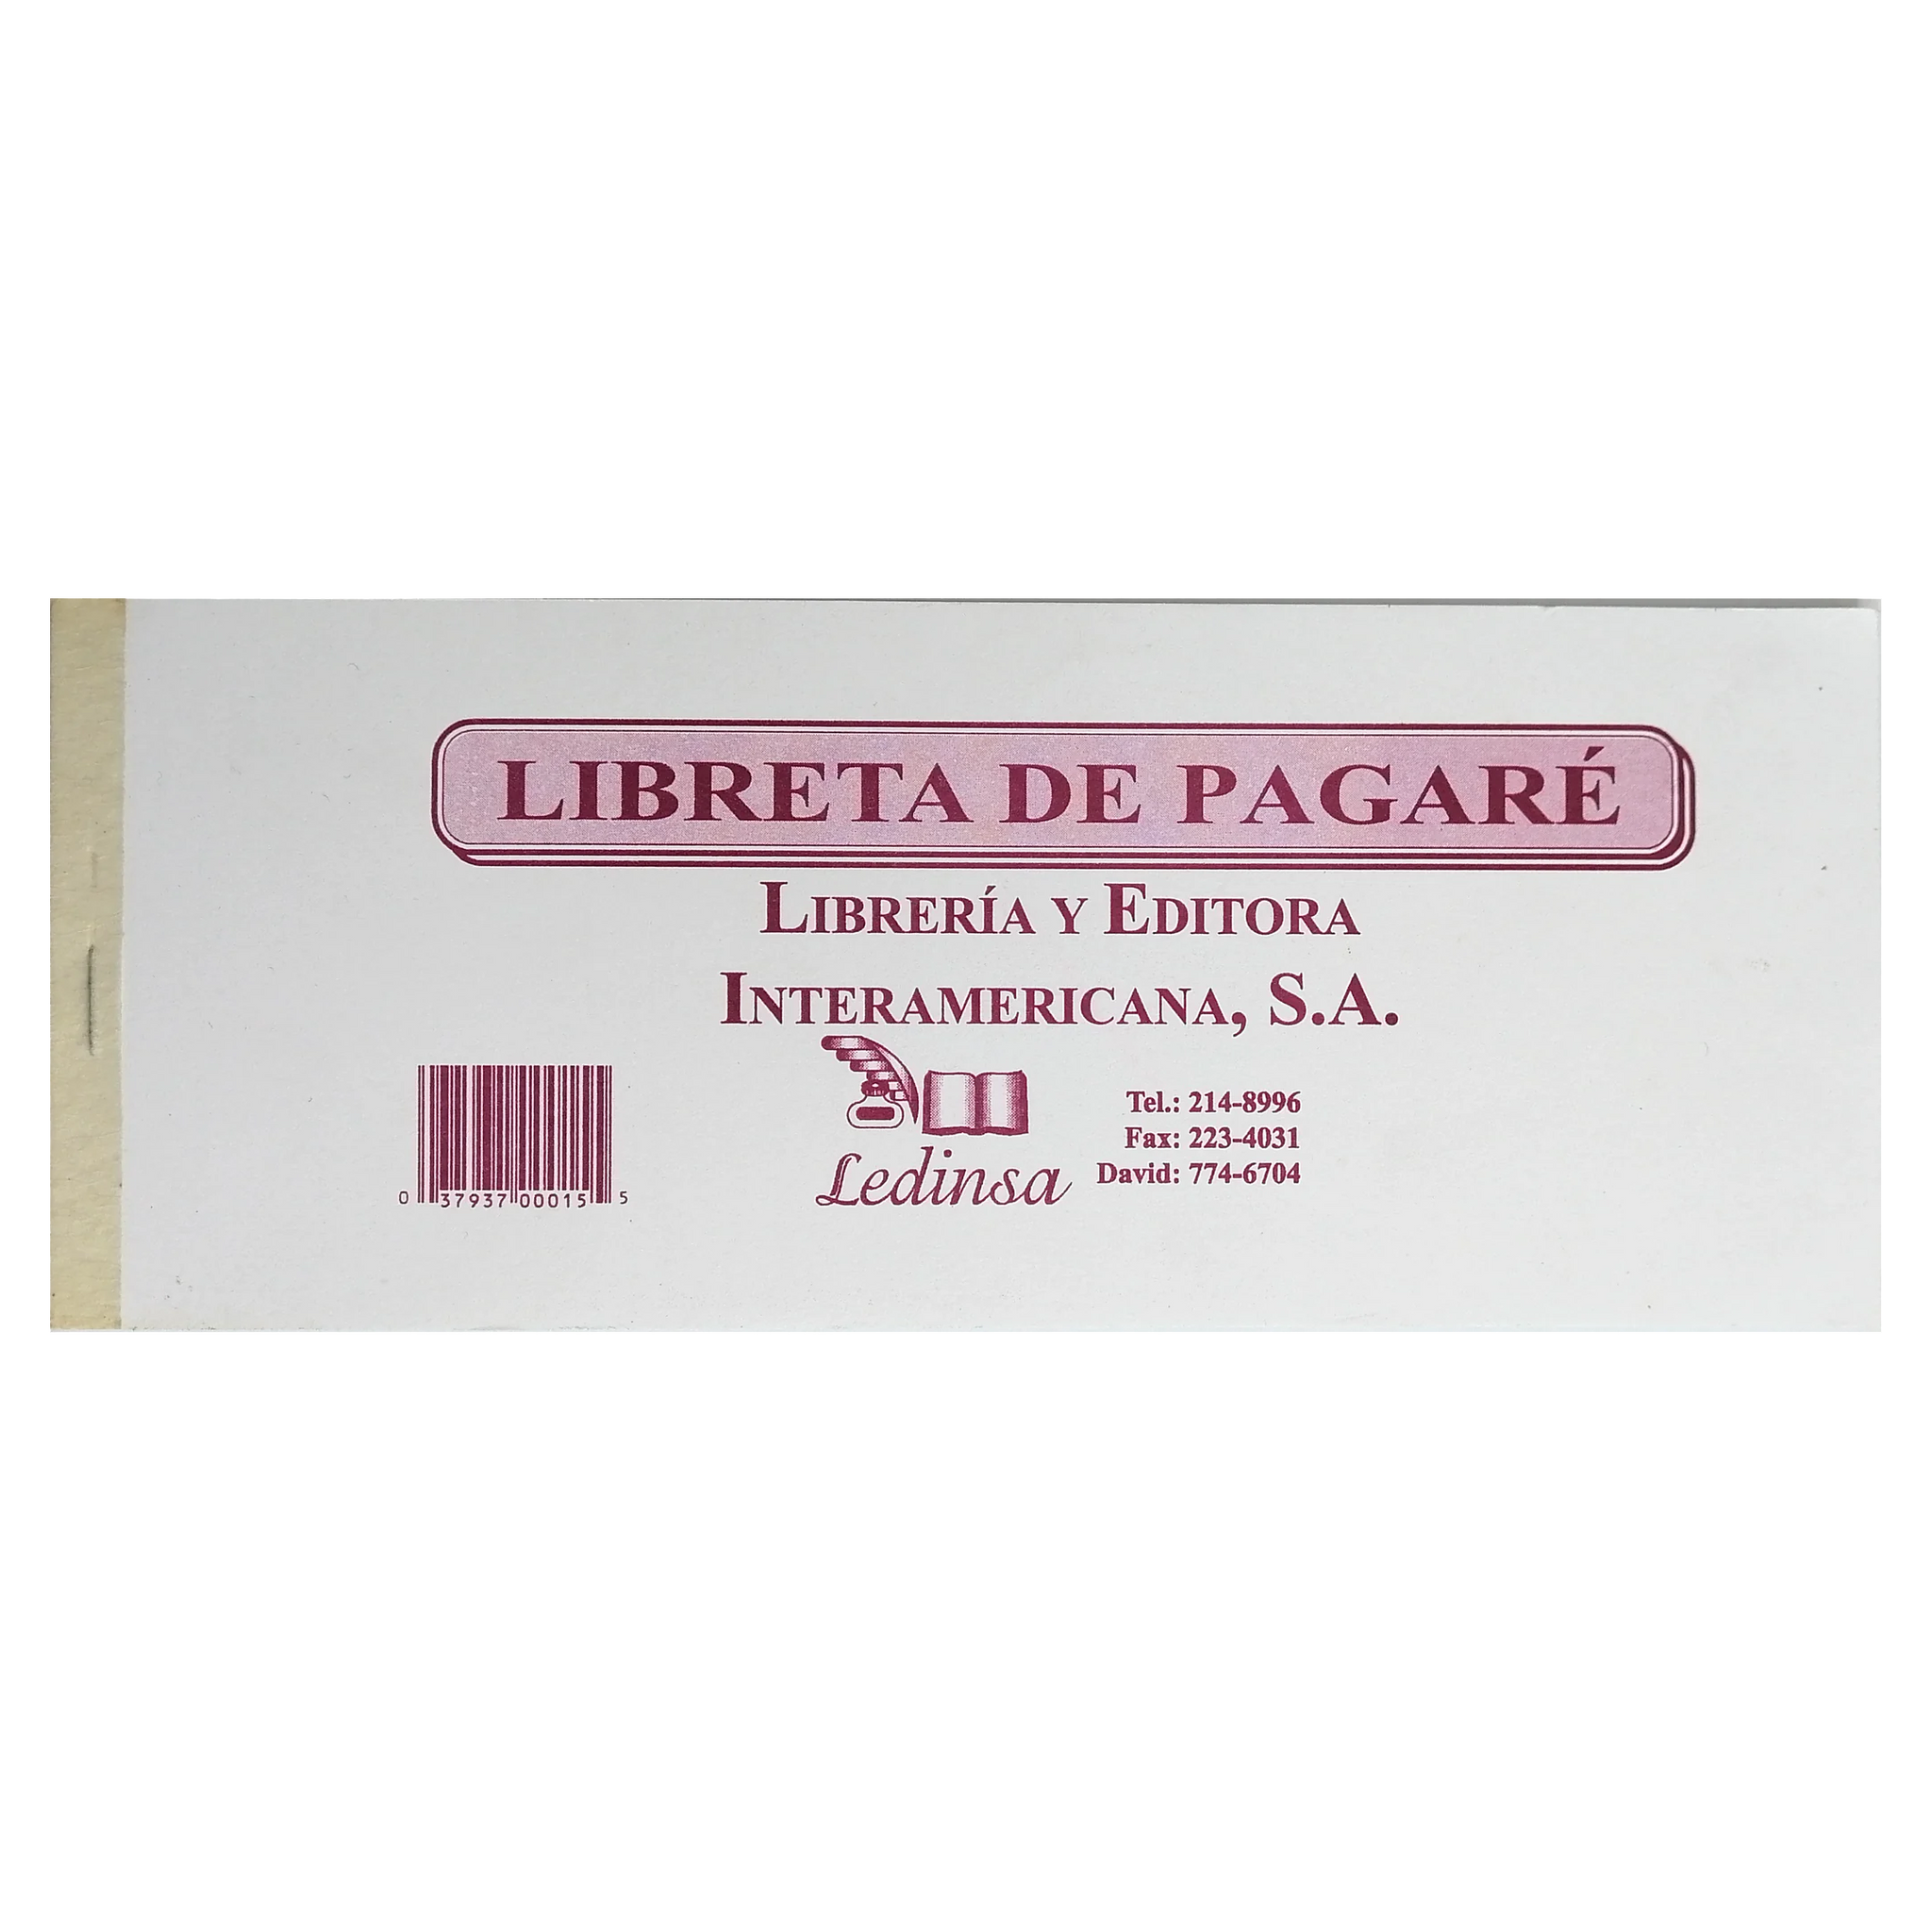 LIBRETA DE PAGARÉ
LIBRERÍA Y EDITORA
INTERAMERICANA, S.A.
Ledinsa
Tel.: 214-8996
Fax: 223-4031
David: 774-6704
0 37937 00015 5